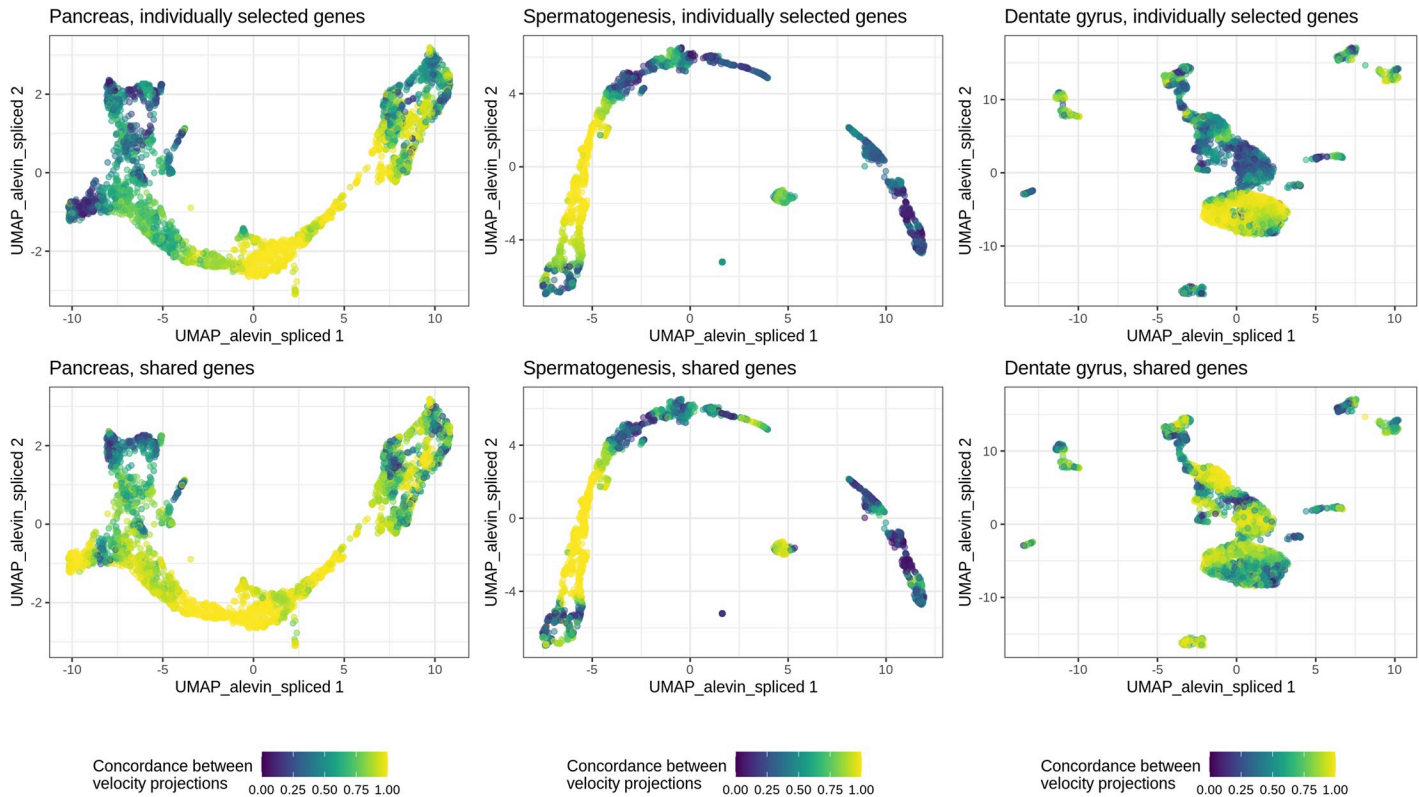 Pancreas, individually selected genes
UMAP_alevin_spliced 2
2
0
-2
-10
-5
0
5
10
UMAP_alevin_spliced 1
Spermatogenesis, individually selected genes
UMAP_alevin_spliced 2
4
0
-4
-5
0
5
10
UMAP_alevin_spliced 1
Dentate gyrus, individually selected genes
UMAP_alevin_spliced 2
10
0
-10
-10
-5
0
5
10
UMAP_alevin_spliced 1
Pancreas, shared genes
UMAP_alevin_spliced 2
2
0
-2
-10
-5
0
5
10
UMAP_alevin_spliced 1
Spermatogenesis, shared genes
UMAP_alevin_spliced 2
4
0
-4
-5
0
5
10
UMAP_alevin_spliced 1
Dentate gyrus, shared genes
UMAP_alevin_spliced 2
10
0
-10
-10
-5
0
5
10
UMAP_alevin_spliced 1
Concordance between
velocity projections
0.00 0.25 0.50 0.75 1.00
Concordance between
velocity projections
0.00 0.25 0.50 0.75 1.00
Concordance between
velocity projections
0.00 0.25 0.50 0.75 1.00